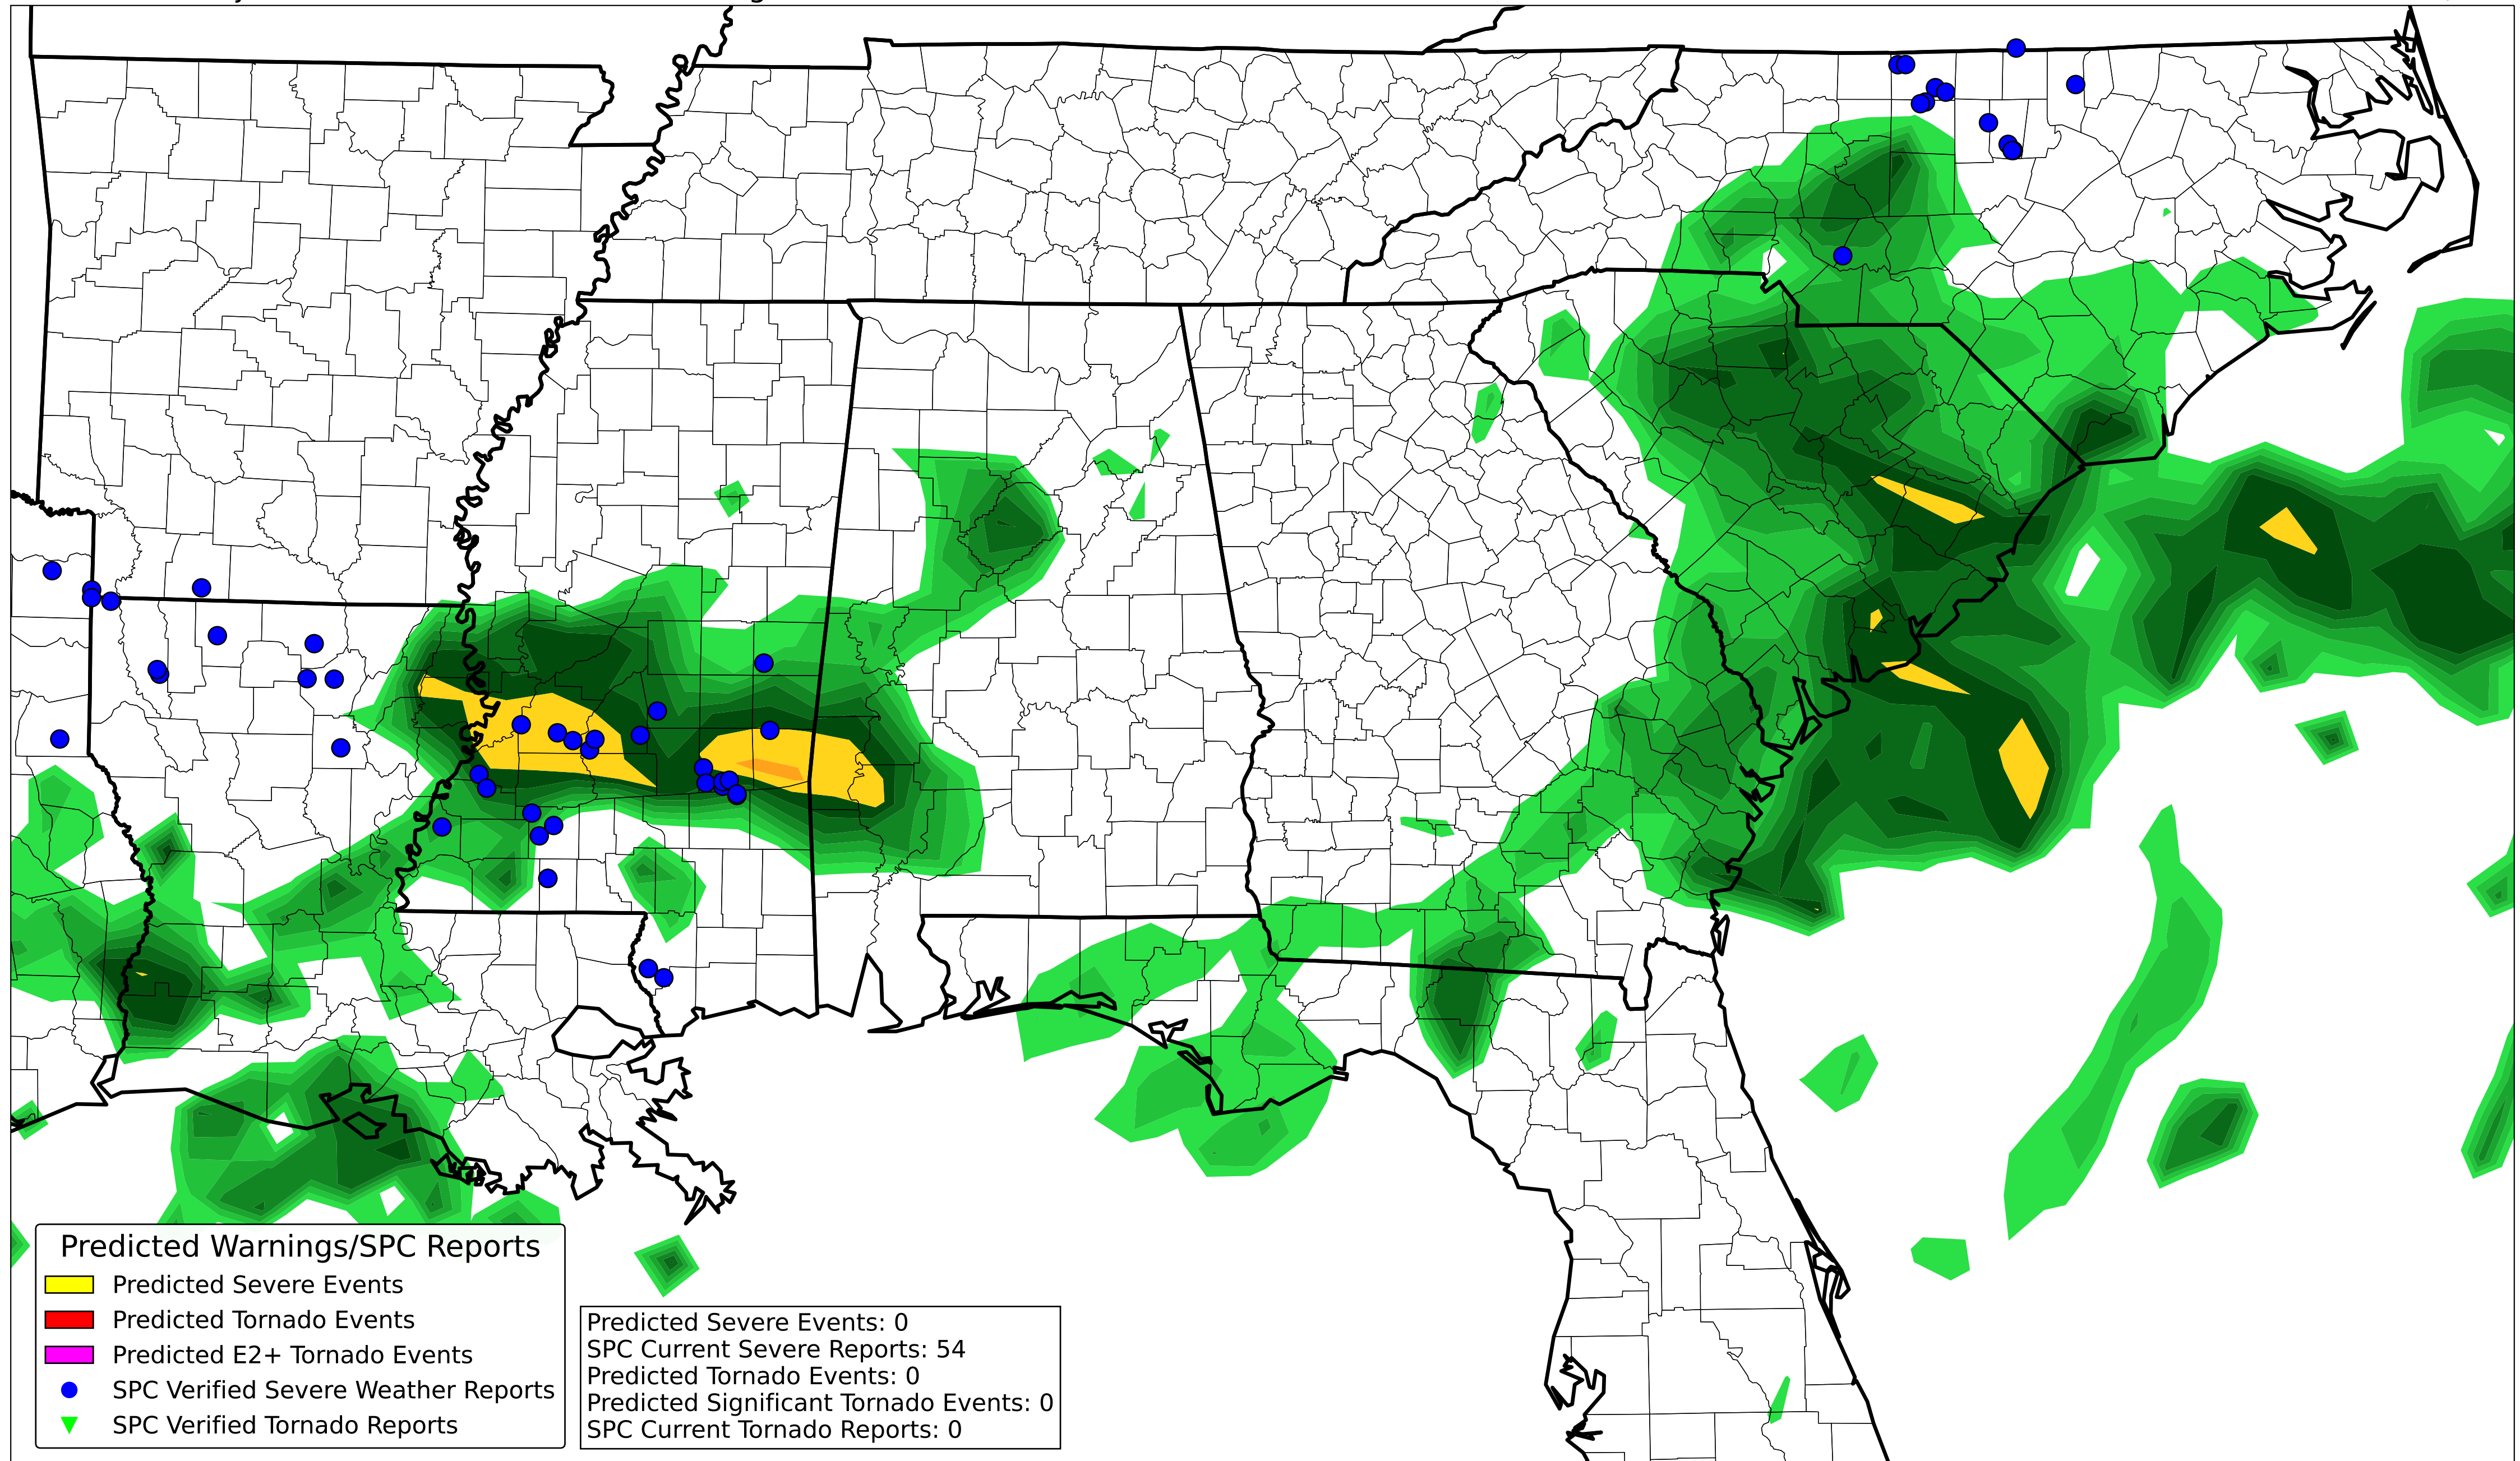 Predicted Warnings/SPC Reports
Predicted Severe Events
Predicted Tornado Events
Predicted E2+ Tornado Events
SPC Verified Severe Weather Reports
SPC Verified Tornado Reports
Predicted Severe Events: 0
SPC Current Severe Reports: 54
Predicted Tornado Events: 0
Predicted Significant Tornado Events: 0
SPC Current Tornado Reports: 0